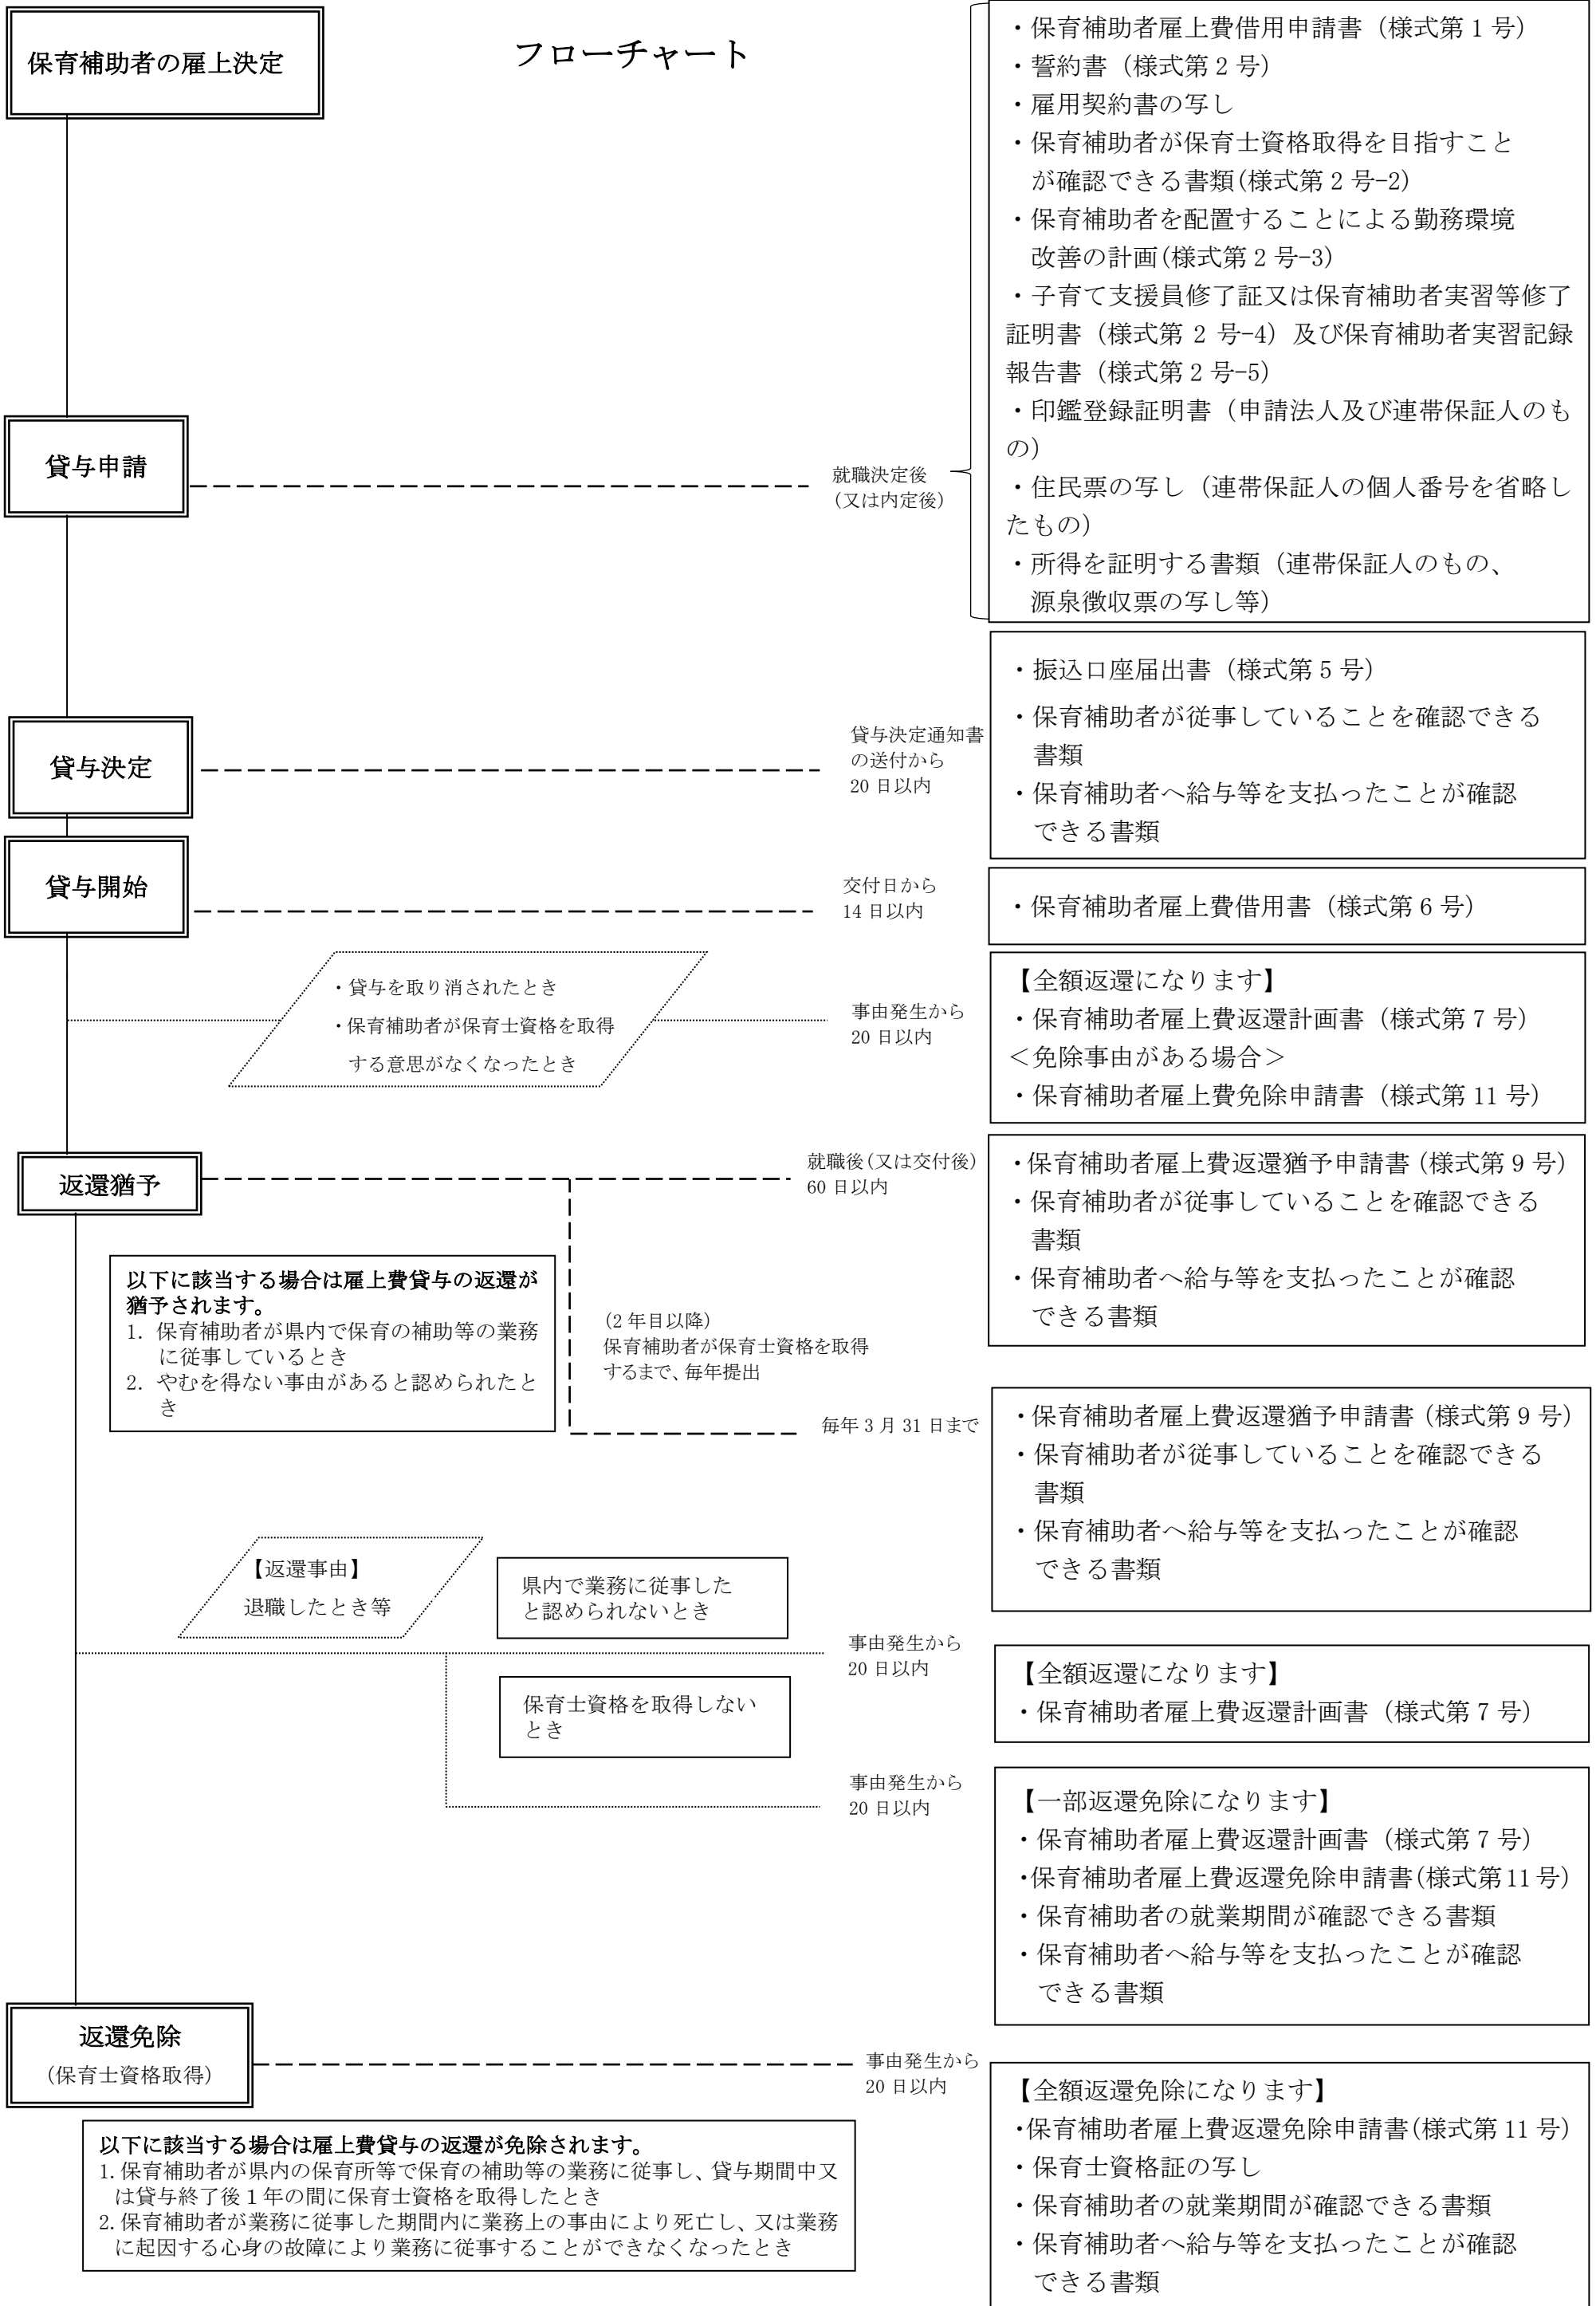 フローチャート
保育補助者の雇上決定
・保育補助者雇上費借用申請書（様式第1号）
・誓約書（様式第2号）
・雇用契約書の写し
・保育補助者が保育士資格取得を目指すこと
が確認できる書類(様式第2号-2)
・保育補助者を配置することによる勤務環境
改善の計画(様式第2号-3)
・子育て支援員修了証又は保育補助者実習等修了
証明書（様式第2号-4）及び保育補助者実習記録
報告書（様式第2号-5）
・印鑑登録証明書（申請法人及び連帯保証人のも
の）
・住民票の写し（連帯保証人の個人番号を省略し
たもの）
・所得を証明する書類（連帯保証人のもの、
源泉徴収票の写し等）
貸与申請
就職決定後
（又は内定後）
貸与決定
貸与決定通知書
の送付から
20日以内
・振込口座届出書（様式第5号）
・保育補助者が従事していることを確認できる
書類
・保育補助者へ給与等を支払ったことが確認
できる書類
貸与開始
交付日から
14日以内
・保育補助者雇上費借用書（様式第6号）
・貸与を取り消されたとき
・保育補助者が保育士資格を取得
する意思がなくなったとき
事由発生から
20日以内
【全額返還になります】
・保育補助者雇上費返還計画書（様式第7号）
＜免除事由がある場合＞
・保育補助者雇上費免除申請書（様式第11号）
返還猶予
就職後(又は交付後)
60日以内
・保育補助者雇上費返還猶予申請書（様式第9号）
・保育補助者が従事していることを確認できる
書類
・保育補助者へ給与等を支払ったことが確認
できる書類
以下に該当する場合は雇上費貸与の返還が
猶予されます。
1. 保育補助者が県内で保育の補助等の業務
に従事しているとき
2. やむを得ない事由があると認められたと
き
(2年目以降)
保育補助者が保育士資格を取得
するまで、毎年提出
毎年3月31日まで
・保育補助者雇上費返還猶予申請書（様式第9号）
・保育補助者が従事していることを確認できる
書類
・保育補助者へ給与等を支払ったことが確認
できる書類
【返還事由】
退職したとき等
県内で業務に従事した
と認められないとき
事由発生から
20日以内
【全額返還になります】
・保育補助者雇上費返還計画書（様式第7号）
保育士資格を取得しない
とき
事由発生から
20日以内
【一部返還免除になります】
・保育補助者雇上費返還計画書（様式第7号）
・保育補助者雇上費返還免除申請書(様式第11号)
・保育補助者の就業期間が確認できる書類
・保育補助者へ給与等を支払ったことが確認
できる書類
返還免除
（保育士資格取得）
事由発生から
20日以内
【全額返還免除になります】
・保育補助者雇上費返還免除申請書(様式第11号)
・保育士資格証の写し
・保育補助者の就業期間が確認できる書類
・保育補助者へ給与等を支払ったことが確認
できる書類
以下に該当する場合は雇上費貸与の返還が免除されます。
1. 保育補助者が県内の保育所等で保育の補助等の業務に従事し、貸与期間中又
は貸与終了後1年の間に保育士資格を取得したとき
2. 保育補助者が業務に従事した期間内に業務上の事由により死亡し、又は業務
に起因する心身の故障により業務に従事することができなくなったとき